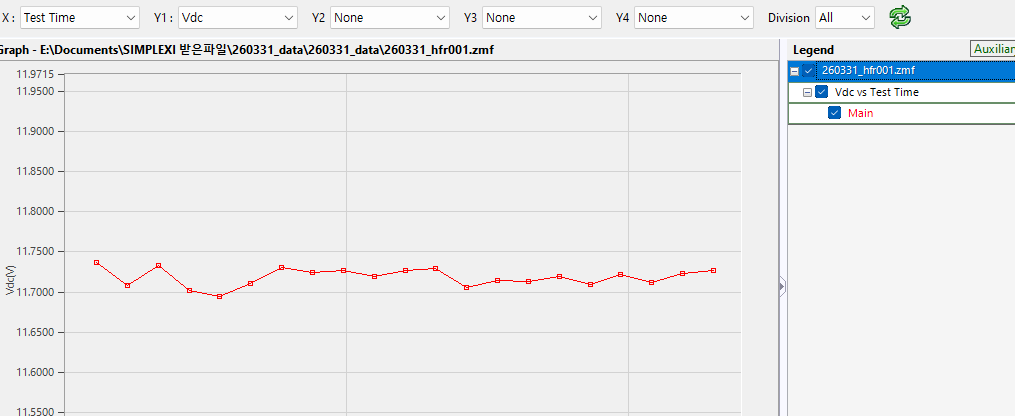 X : Test Time Y1 : Vdc Y2 None Y3 None Y4 None Division All
Graph - E:\Documents\SIMPLEXI 받은파일\260331_data\260331_data\260331_hfr001.zmf
Legend
Auxiliar
260331_hfr001.zmf
Vdc vs Test Time
Main
11.9715
11.9500
11.9000
11.8500
11.8000
11.7500
11.7000
11.6500
11.6000
11.5500
Vdc(V)